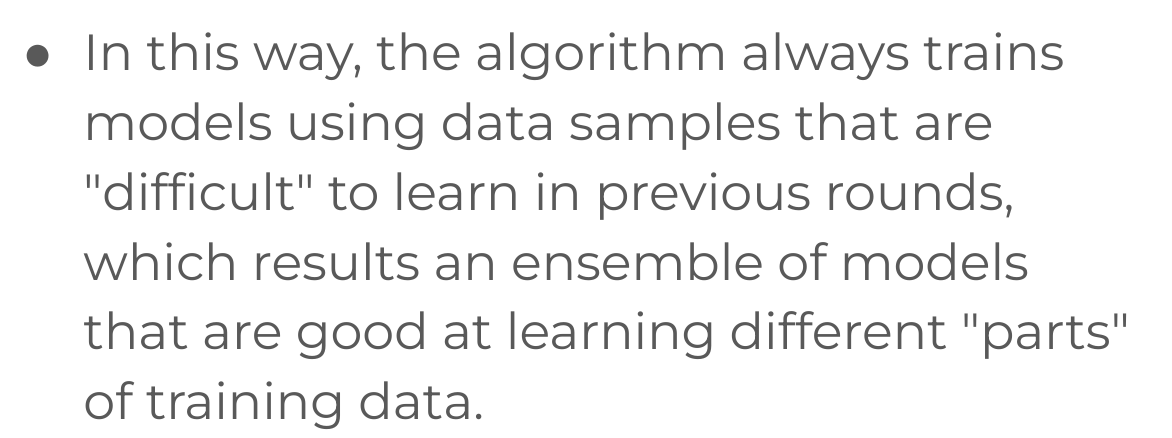 ● In this way, the algorithm always trains
models using data samples that are
"difficult" to learn in previous rounds,
which results an ensemble of models
that are good at learning different "parts"
of training data.